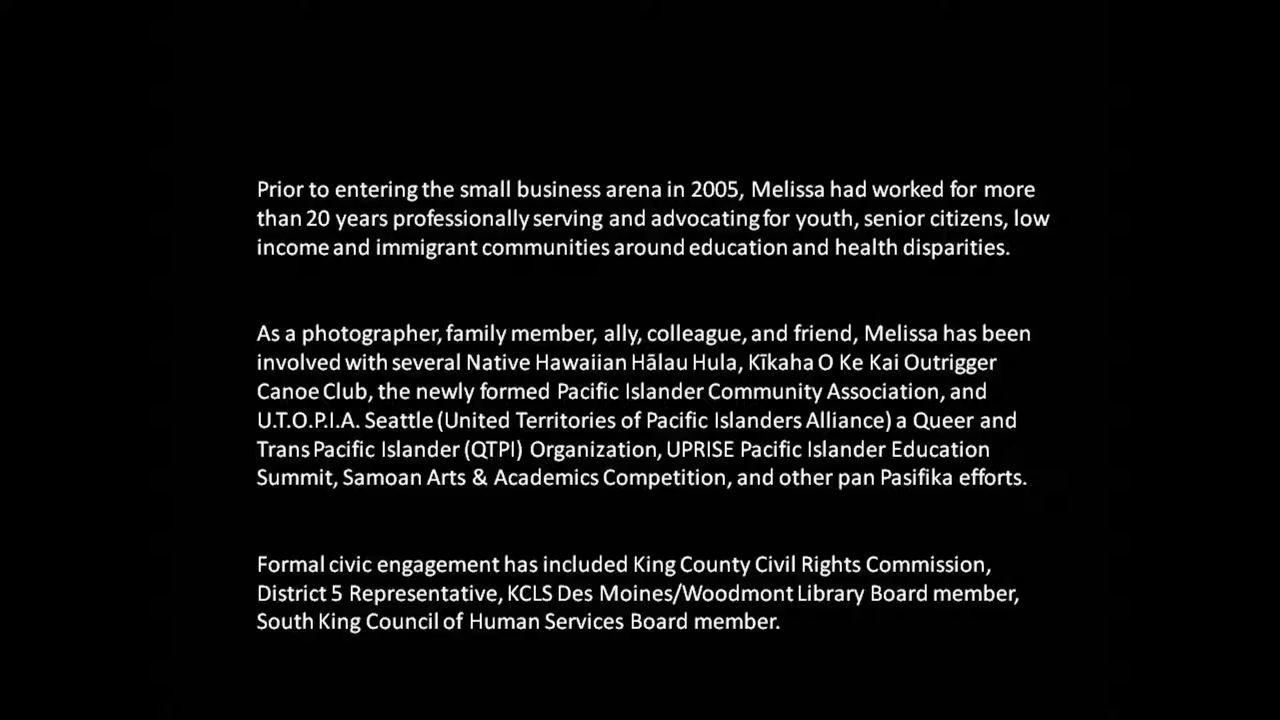 Prior to entering the small business arena in 2005, Melissa had worked for more
than 20 years professionally serving and advocating for youth, senior citizens, low
income and immigrant communities around education and health disparities.
As a photographer, family member, ally, colleague, and friend, Melissa has been
involved with several Native Hawaiian Hālau Hula, Kīkaha O Ke Kai Outrigger
Canoe Club, the newly formed Pacific Islander Community Association, and
U.T.O.P.I.A. Seattle (United Territories of Pacific Islanders Alliance) a Queer and
Trans Pacific Islander (QTPI) Organization, UPRISE Pacific Islander Education
Summit, Samoan Arts & Academics Competition, and other pan Pasifika efforts.
Formal civic engagement has included King County Civil Rights Commission,
District 5 Representative, KCLS Des Moines/Woodmont Library Board member,
South King Council of Human Services Board member.